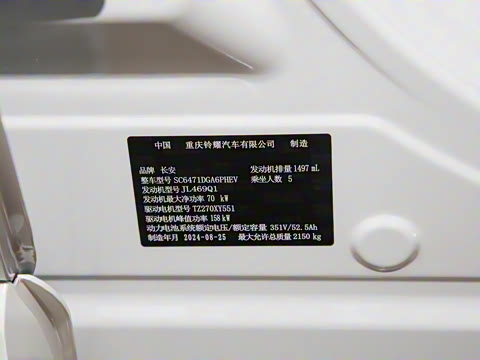 中国 重庆铃耀汽车有限公司 制造
品牌 长安 发动机排量 1497 mL
整车型号 SC6471DGA6PHEV 乘坐人数 5
发动机型号 JL469Q1
发动机最大净功率 70 kW
驱动电机型号 TZ270XY551
驱动电机峰值功率 158 kW
动力电池系统额定电压/额定容量 351V/52.5Ah
制造年月 2024-08-25 最大允许总质量 2150 kg